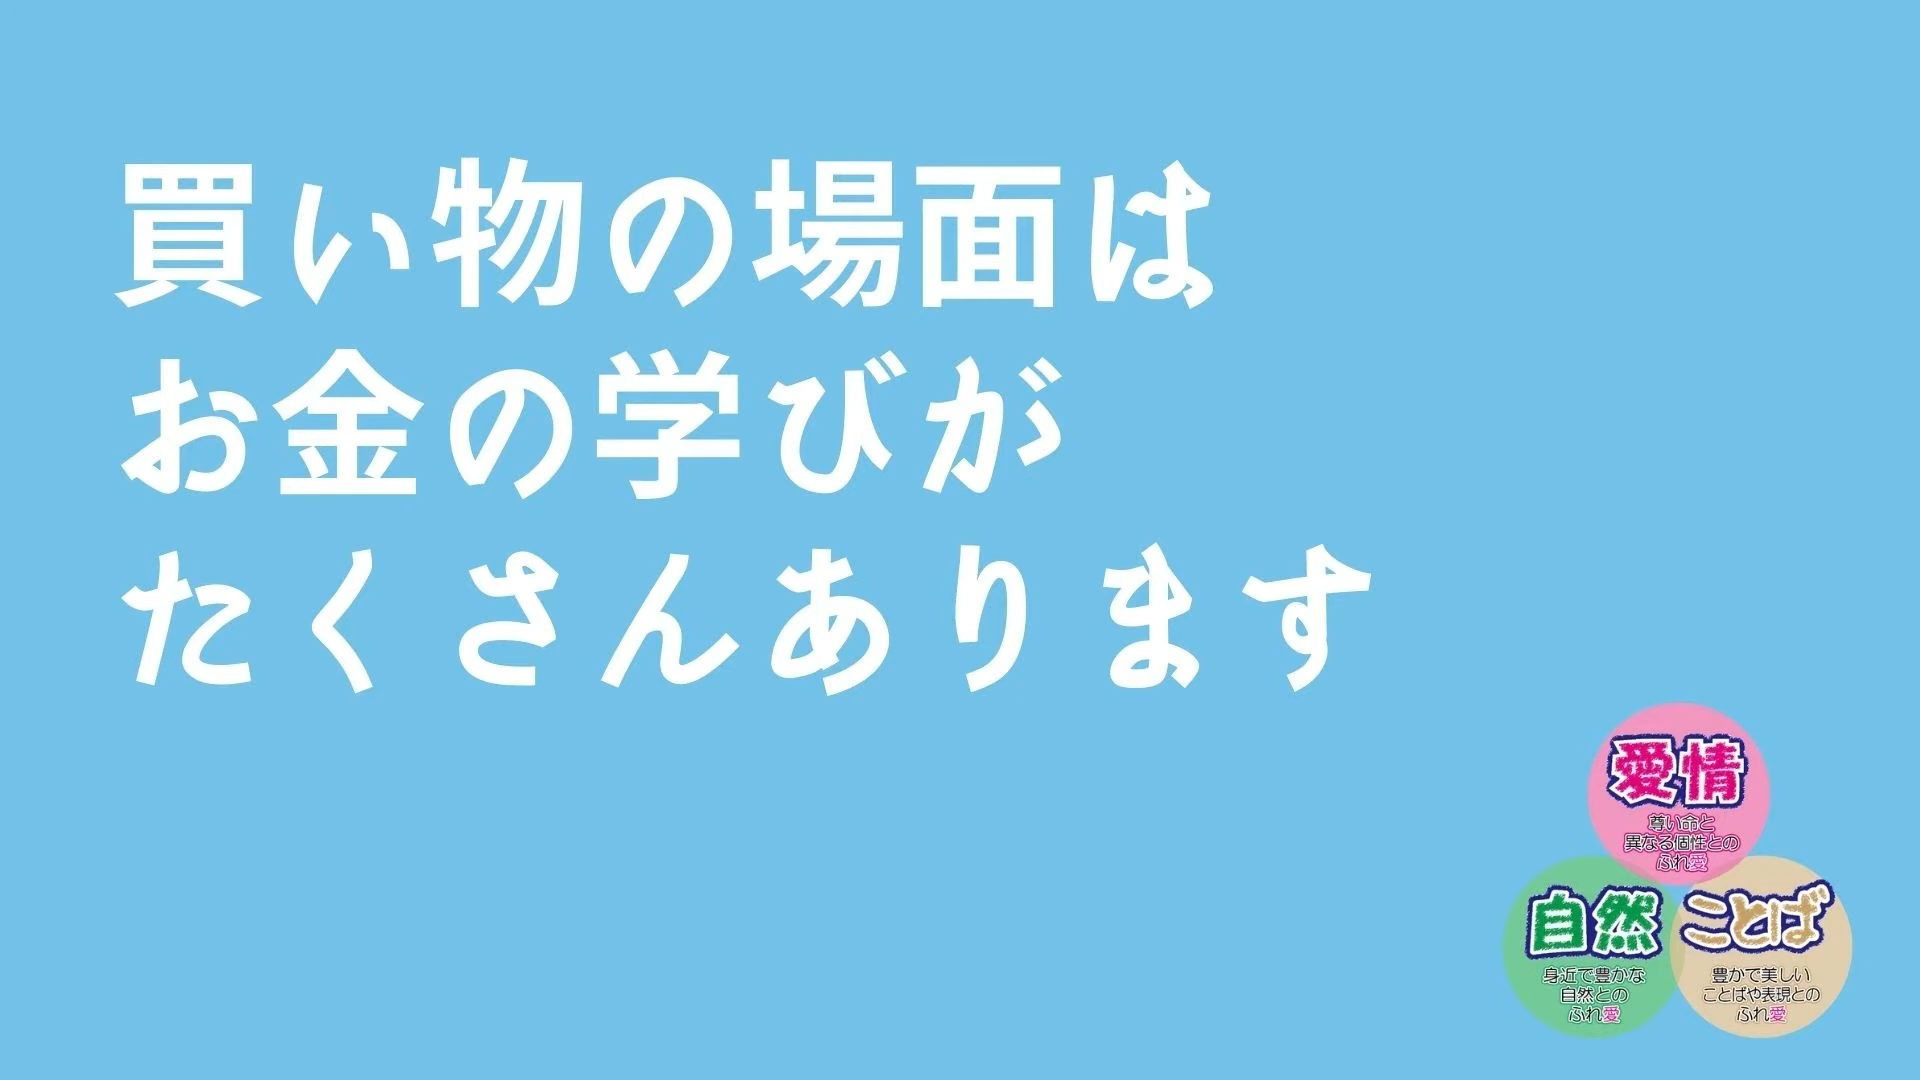 買い物の場面は
お金の学びが
たくさんあります
愛情
尊い命と
異なる個性との
ふれ愛
自然
身近で豊かな
自然との
ふれ愛
ことば
豊かで美しい
ことばや表現との
ふれ愛